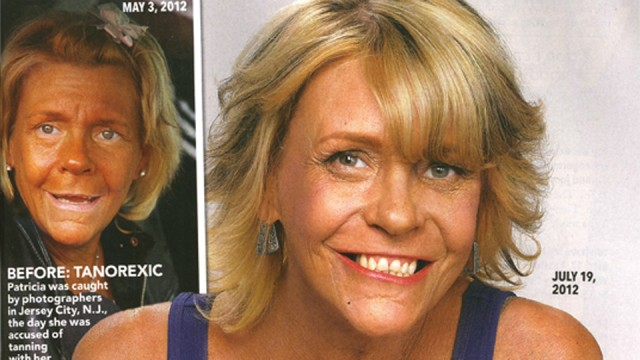 MAY 3, 2012
BEFORE: TANOREXIC
Patricia was caught
by photographers
in Jersey City, N.J.,
the day she was
accused of
tanning
with her
JULY 19,
2012